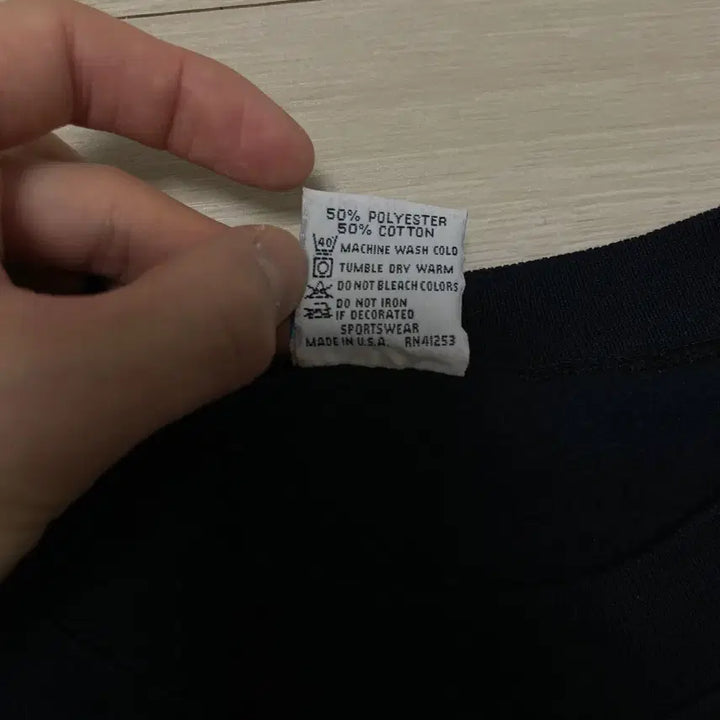 50% POLYESTER
50% COTTON
40 MACHINE WASH COLD
TUMBLE DRY WARM
DO NOT BLEACH COLORS
DO NOT IRON
IF DECORATED
SPORTSWEAR
MADE IN U.S.A. RN41253